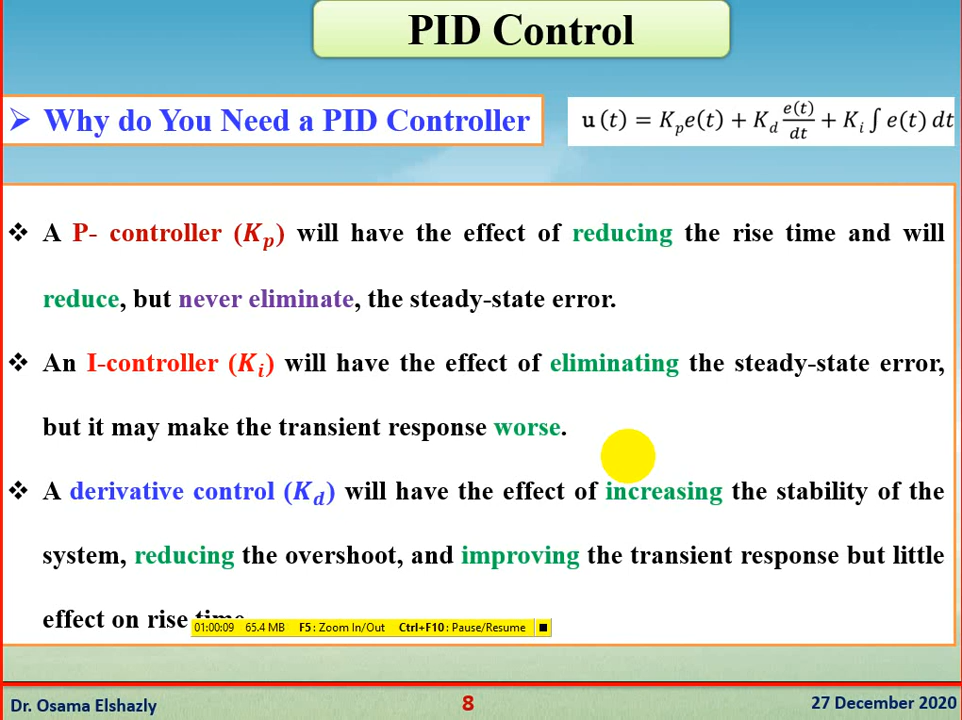 PID Control
➢ Why do You Need a PID Controller
u (t) = K_p e(t) + K_d e(t)/dt + K_i ∫ e(t) dt
❖ A P- controller (K_p) will have the effect of reducing the rise time and will
reduce, but never eliminate, the steady-state error.
❖ An I-controller (K_i) will have the effect of eliminating the steady-state error,
but it may make the transient response worse.
❖ A derivative control (K_d) will have the effect of increasing the stability of the
system, reducing the overshoot, and improving the transient response but little
effect on rise time.
01:00:09 65.4 MB F5: Zoom In/Out Ctrl+F10: Pause/Resume
Dr. Osama Elshazly 8 27 December 2020